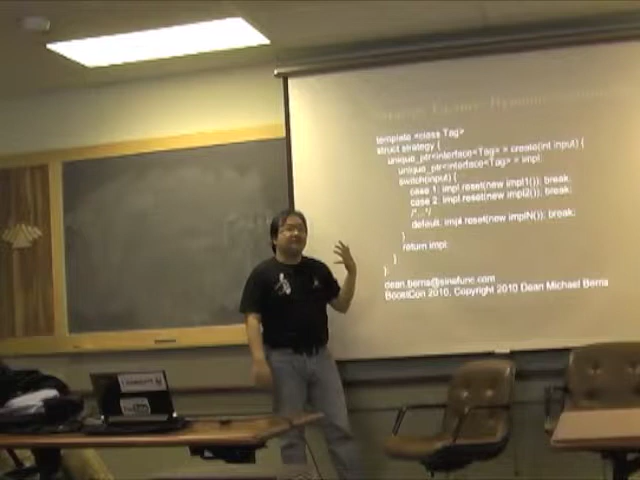 template <class Tag>
struct strategy {
unique_ptr<interface<Tag> > create(int input) {
unique_ptr<interface<Tag> > impl;
switch(input) {
case 1: impl.reset(new impl1()); break;
case 2: impl.reset(new impl2()); break;
/*...*/
default: impl.reset(new implN()); break;
}
return impl;
}
};
dean.berna@sinefunc.com
BoostCon 2010, Copyright 2010 Dean Michael Berris